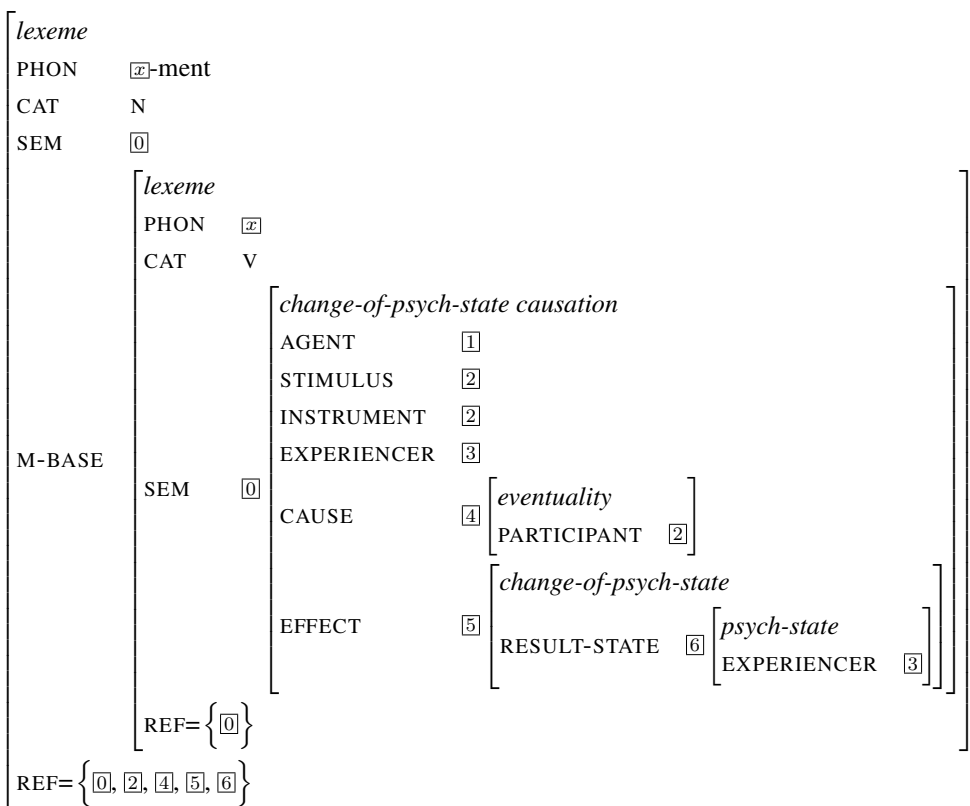 lexeme
PHON x-ment
CAT N
SEM 0
lexeme
PHON x
CAT V
change-of-psych-state causation
AGENT 1
STIMULUS 2
INSTRUMENT 2
EXPERIENCER 3
M-BASE
SEM 0
CAUSE 4
eventuality
PARTICIPANT 2
EFFECT 5
change-of-psych-state
RESULT-STATE 6
psych-state
EXPERIENCER 3
REF={0}
REF={0, 2, 4, 5, 6}